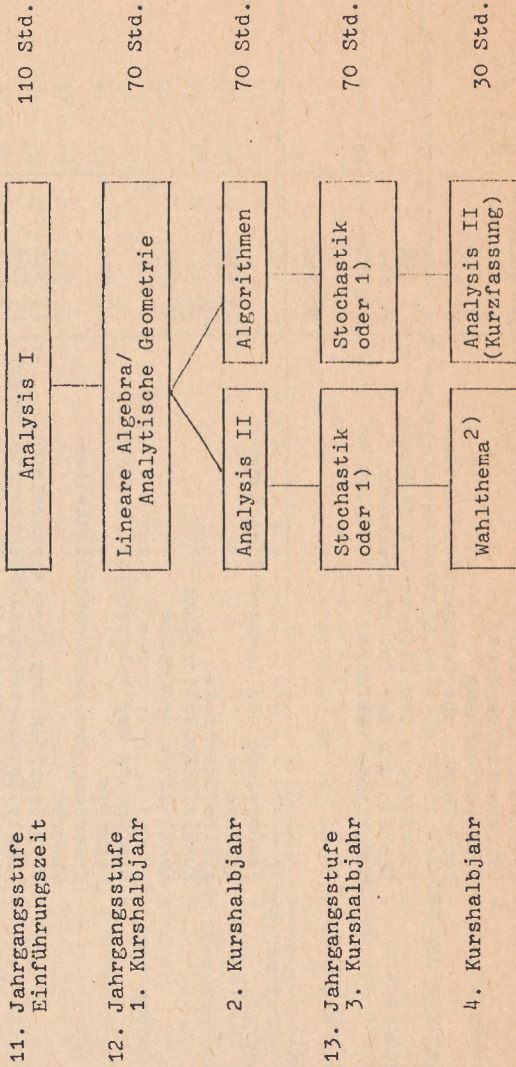 11. Jahrgangsstufe
Einführungszeit
Analysis I
110 Std.
12. Jahrgangsstufe
1. Kurshalbjahr
Lineare Algebra/
Analytische Geometrie
70 Std.
2. Kurshalbjahr
Analysis II
Algorithmen
70 Std.
13. Jahrgangsstufe
3. Kurshalbjahr
Stochastik
oder 1)
Stochastik
oder 1)
70 Std.
4. Kurshalbjahr
Wahlthema2)
Analysis II
(Kurzfassung)
30 Std.